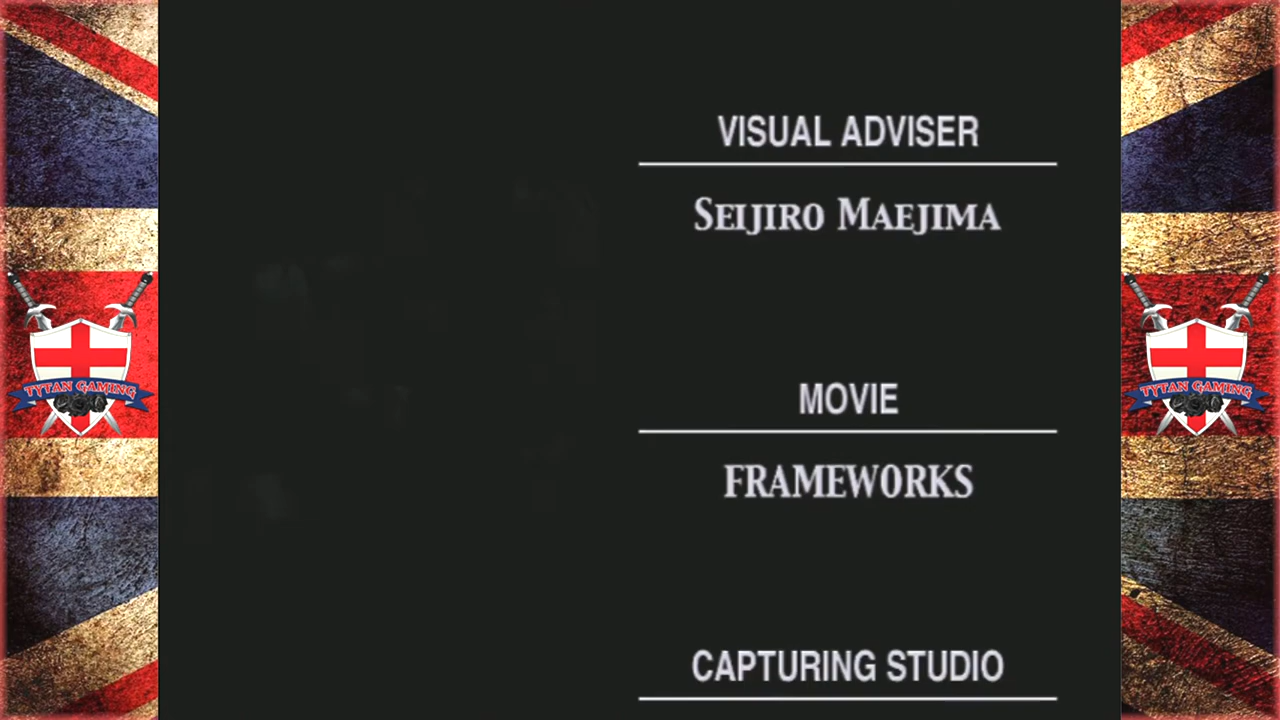 VISUAL ADVISER
SEIJIRO MAEJIMA
TYTAN GAMING
TYTAN GAMING
MOVIE
FRAMEWORKS
CAPTURING STUDIO